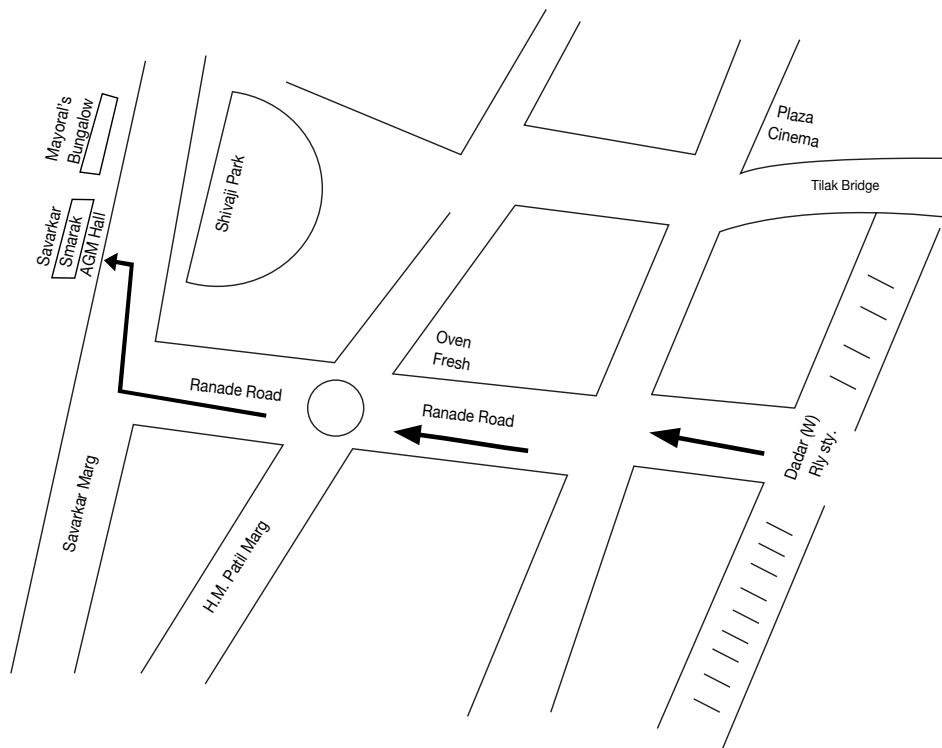 Mayoral's
Bungalow
Savarkar
Smarak
AGM Hall
Shivaji Park
Plaza
Cinema
Tilak Bridge
Oven
Fresh
Ranade Road
Ranade Road
Dadar (W)
Rly sty.
Savarkar Marg
H.M. Patil Marg